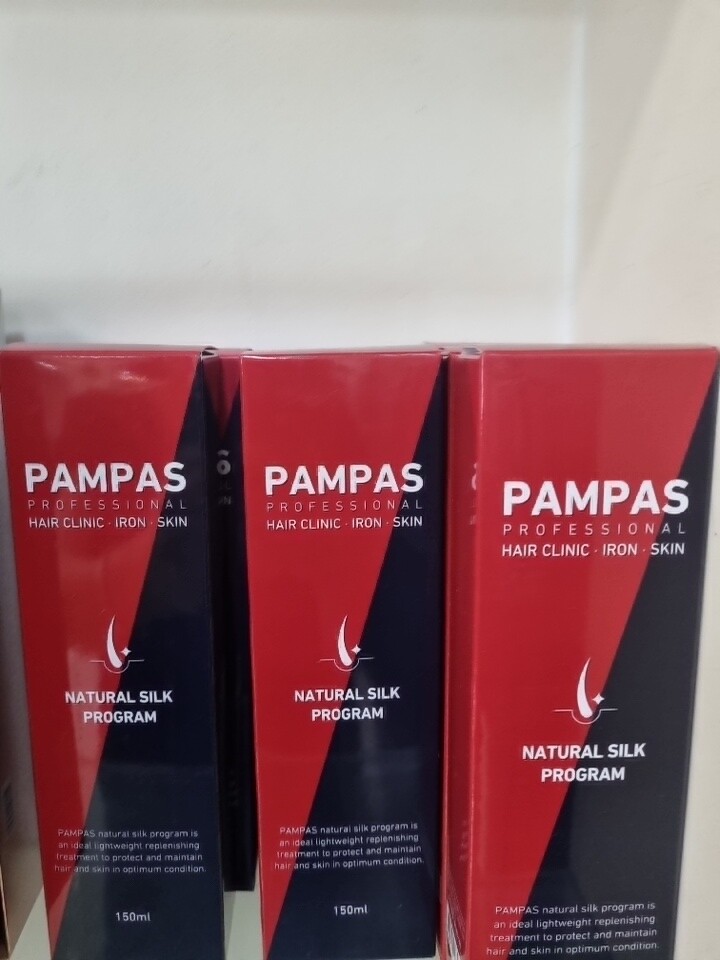 PAMPAS
PROFESSIONAL
HAIR CLINIC · IRON · SKIN
NATURAL SILK
PROGRAM
PAMPAS natural silk program is
an ideal lightweight replenishing
treatment to protect and maintain
hair and skin in optimum condition.
150ml
PAMPAS
PROFESSIONAL
HAIR CLINIC · IRON · SKIN
NATURAL SILK
PROGRAM
PAMPAS natural silk program is
an ideal lightweight replenishing
treatment to protect and maintain
hair and skin in optimum condition.
150ml
PAMPAS
PROFESSIONAL
HAIR CLINIC · IRON · SKIN
NATURAL SILK
PROGRAM
PAMPAS natural silk program is
an ideal lightweight replenishing
treatment to protect and maintain
hair and skin in optimum condition.